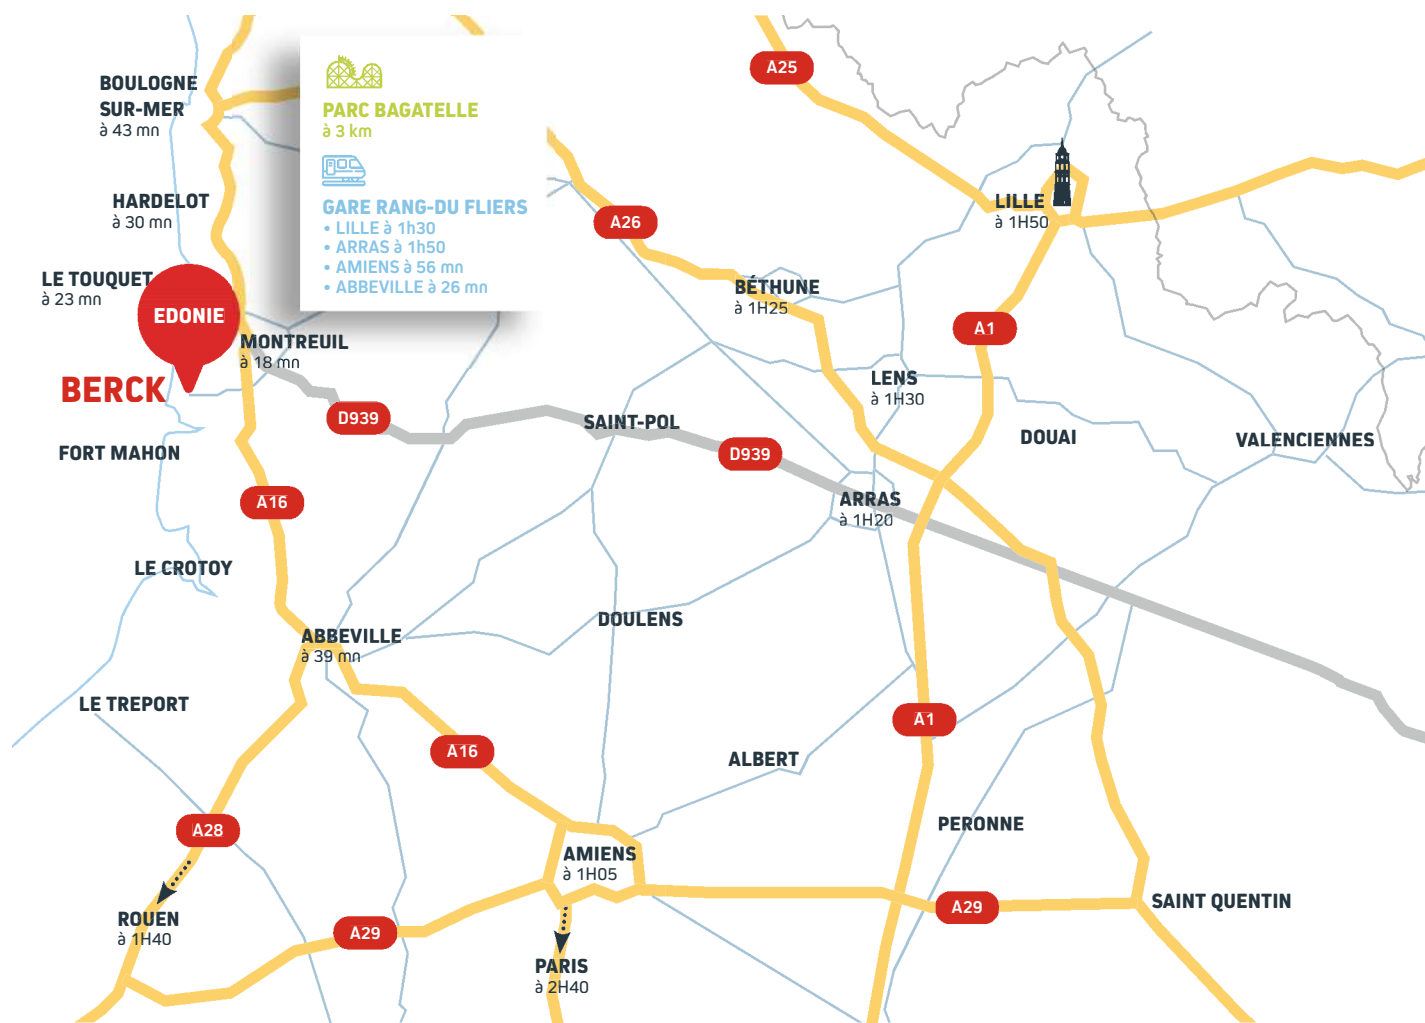 BOULOGNE
SUR-MER
à 43 mn
HARDELOT
à 30 mn
LE TOUQUET
à 23 mn
EDONIE
BERCK
MONTREUIL
à 18 mn
PARC BAGATELLE
à 3 km
GARE RANG-DU FLIERS
• LILLE à 1h30
• ARRAS à 1h50
• AMIENS à 56 mn
• ABBEVILLE à 26 mn
A25
A26
LILLE
à 1H50
BÉTHUNE
à 1H25
A1
LENS
à 1H30
D939
SAINT-POL
D939
DOUAI
VALENCIENNES
FORT MAHON
A16
ARRAS
à 1H20
LE CROTOY
ABBEVILLE
à 39 mn
DOULENS
LE TREPORT
A16
A1
ALBERT
A28
PERONNE
AMIENS
à 1H05
ROUEN
à 1H40
A29
A29
SAINT QUENTIN
PARIS
à 2H40